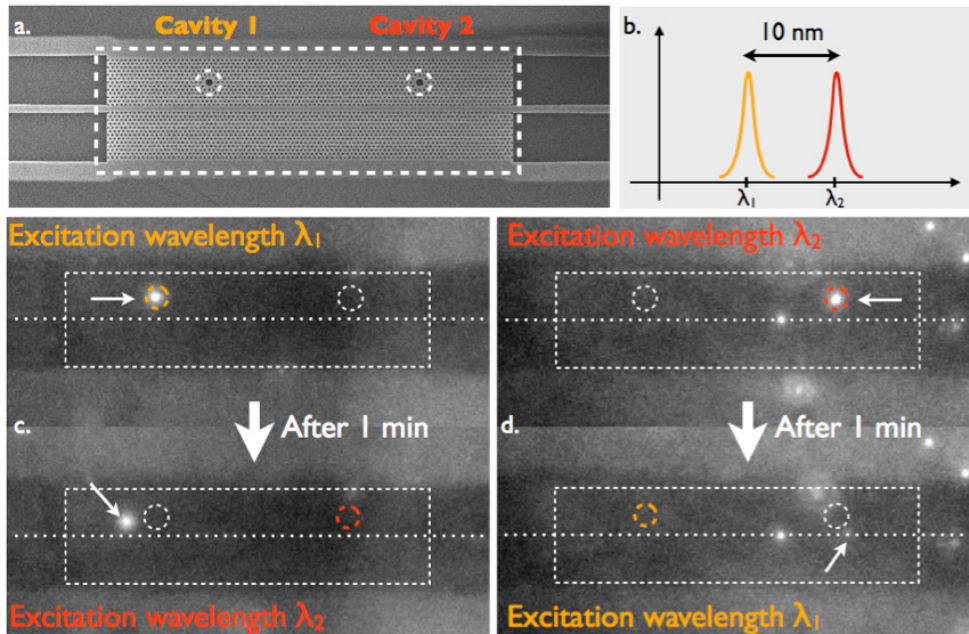 a.
Cavity 1
Cavity 2
b.
10 nm
λ1
λ2
Excitation wavelength λ1
Excitation wavelength λ2
c.
After 1 min
d.
After 1 min
Excitation wavelength λ2
Excitation wavelength λ1